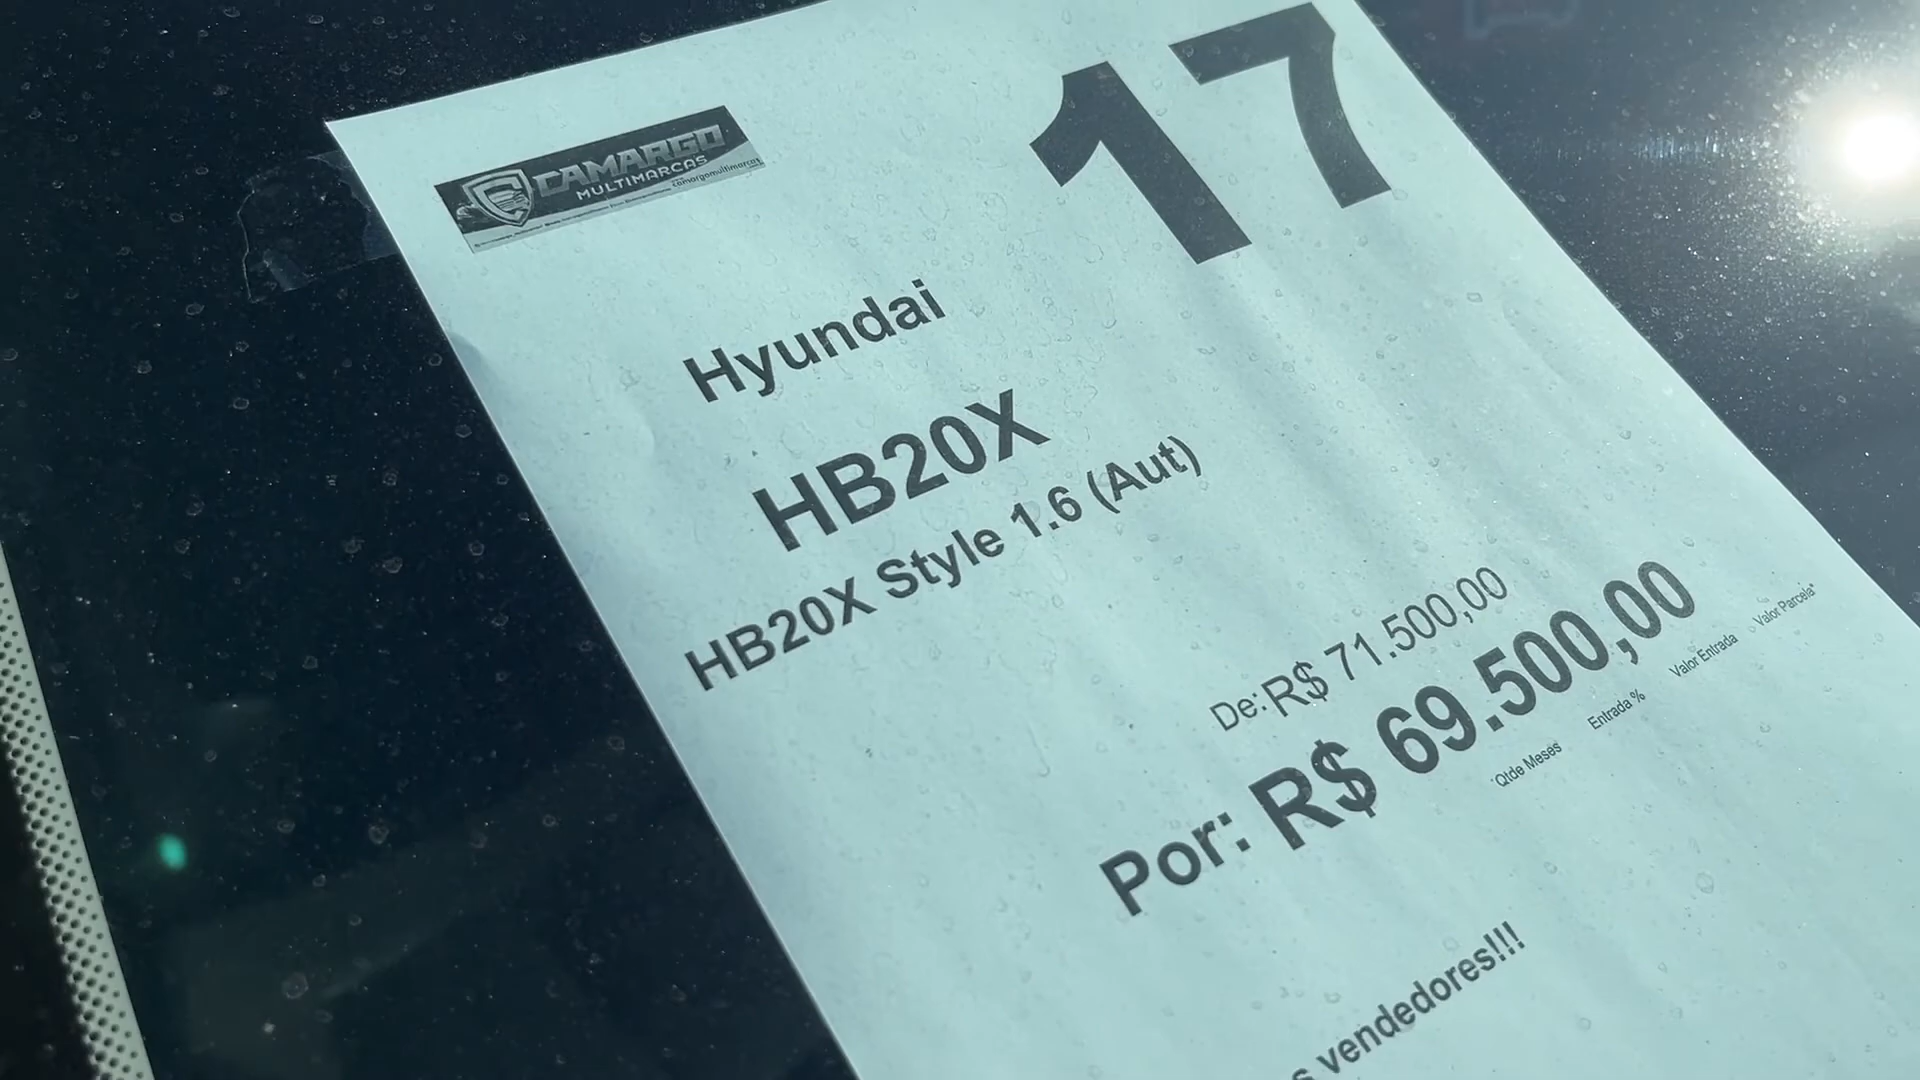 CAMARGO
MULTIMARCAS
17
Hyundai
HB20X
HB20X Style 1.6 (Aut)
De:R$ 71.500,00
Por: R$ 69.500,00
*Qtde Meses Entrada % Valor Entrada Valor Parcela*
vendedores!!!